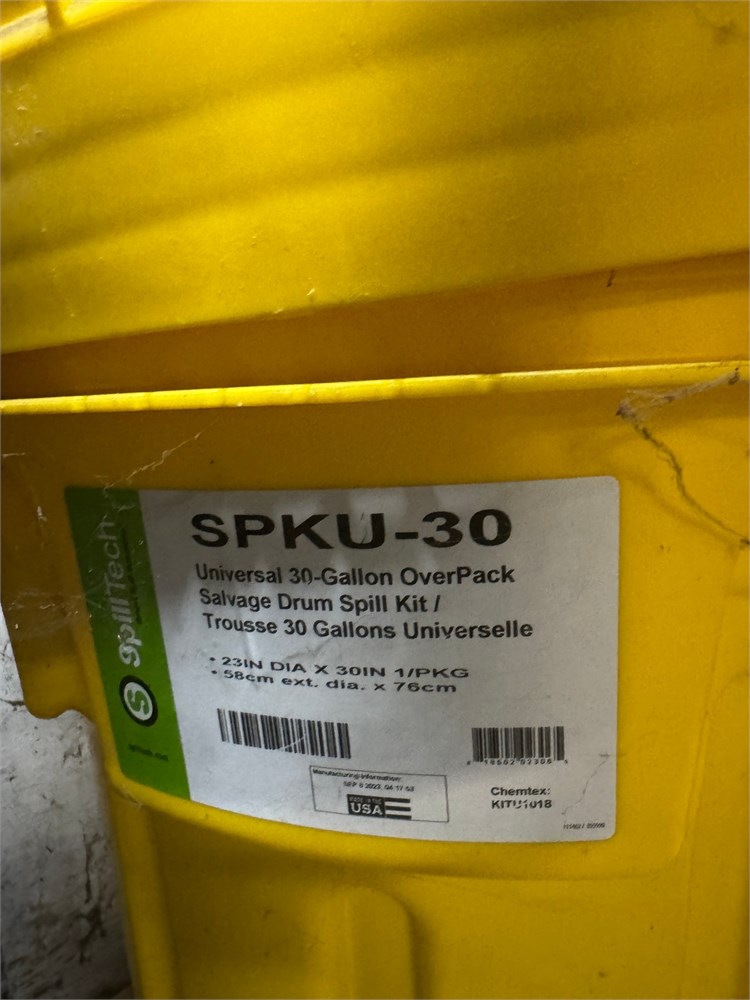 SpillTech
SPKU-30
Universal 30-Gallon OverPack
Salvage Drum Spill Kit /
Trousse 30 Gallons Universelle
• 23IN DIA X 30IN 1/PKG
• 58cm ext. dia. x 76cm
Manufacturing Information:
USA
Chemtex: